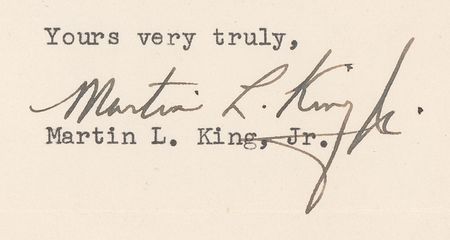 Yours very truly,
Martin L. King Jr.
Martin L. King, Jr.